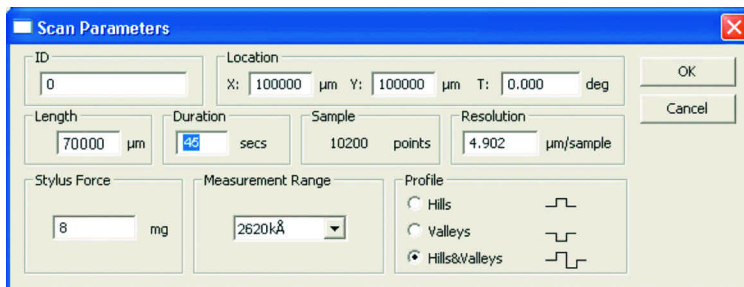 Scan Parameters
ID
0
Location
X: 100000 µm Y: 100000 µm T: 0.000 deg
OK
Cancel
Length
70000 µm
Duration
45 secs
Sample
10200 points
Resolution
4.902 µm/sample
Stylus Force
8 mg
Measurement Range
2620kÅ
Profile
Hills
Valleys
Hills&Valleys